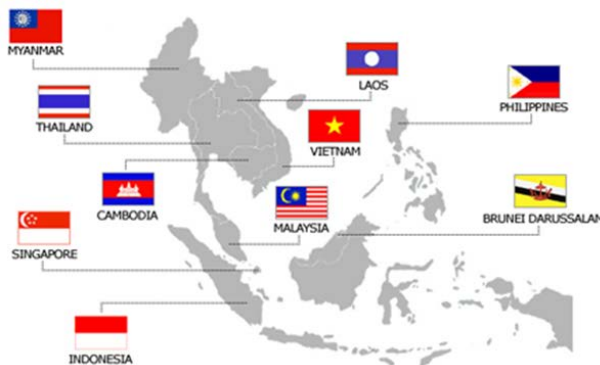 MYANMAR
LAOS
PHILIPPINES
THAILAND
VIETNAM
CAMBODIA
MALAYSIA
BRUNEI DARUSSALAM
SINGAPORE
INDONESIA